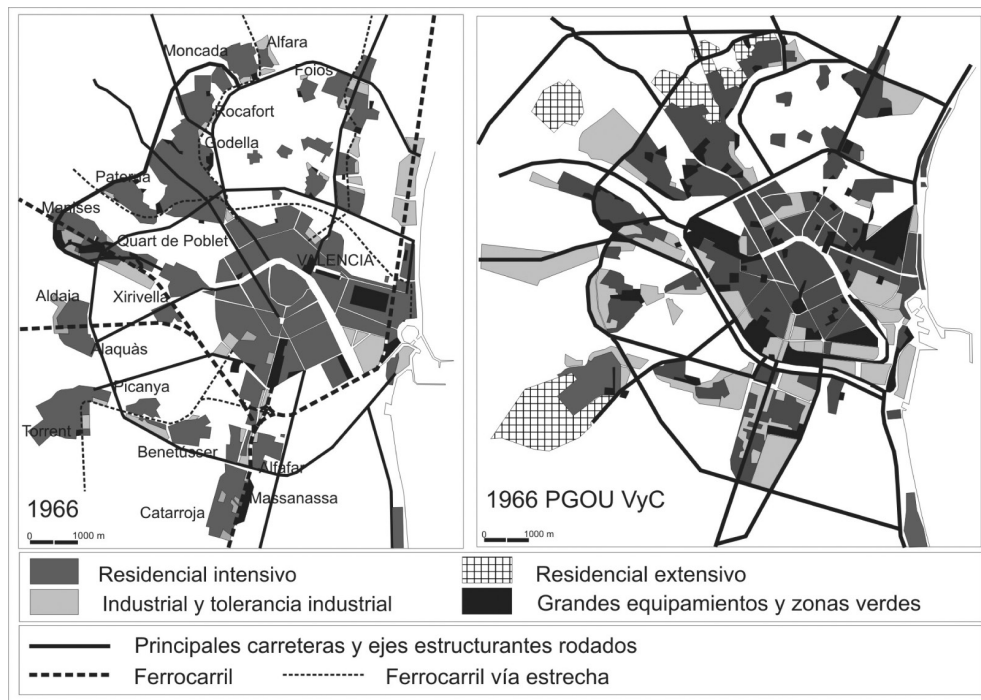 Moncada
Alfara
Foios
Rocafort
Godella
Paterna
Manises
Quart de Poblet
VALENCIA
Aldaia
Xirivella
Alaquàs
Picanya
Torrent
Benetússer
Alfafar
Massanassa
Catarroja
1966
0 1000 m
1966 PGOU VyC
0 1000 m
Residencial intensivo
Residencial extensivo
Industrial y tolerancia industrial
Grandes equipamientos y zonas verdes
Principales carreteras y ejes estructurantes rodados
Ferrocarril
Ferrocarril vía estrecha